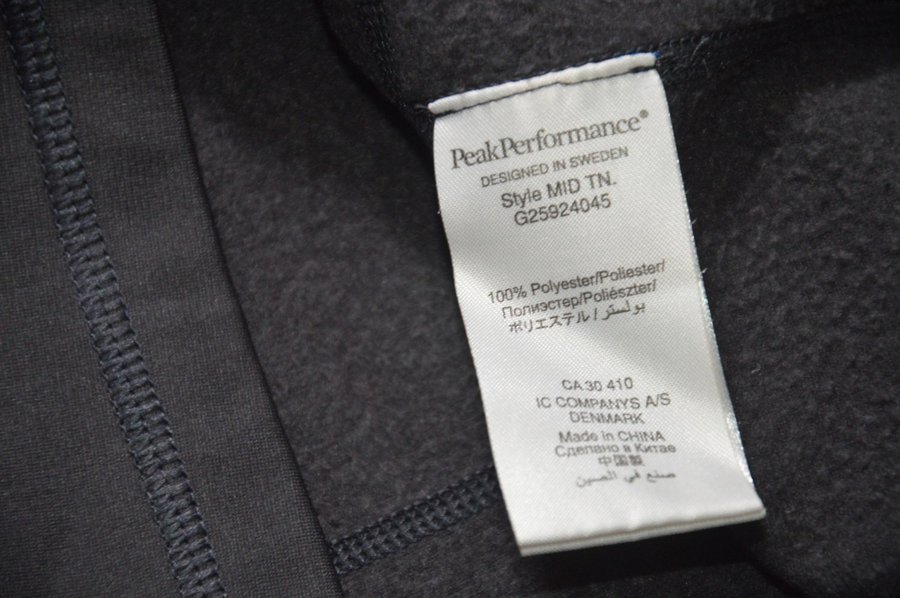 PeakPerformance®
DESIGNED IN SWEDEN
Style MID TN.
G25924045
100% Polyester/Poliester/
Полиэстер/Poliészter/
ポリエステル/بولستر/
CA 30 410
IC COMPANYS A/S
DENMARK
Made in CHINA
Сделано в Китае
中国製
صنع في الصين